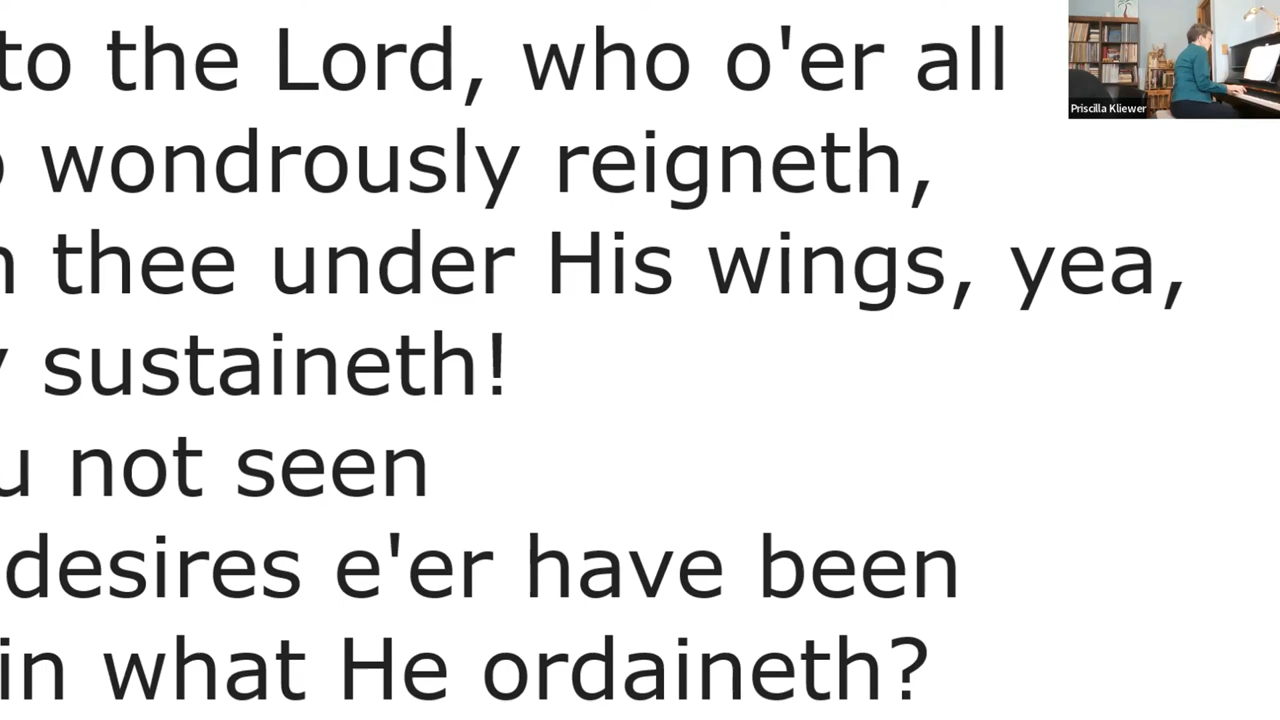 to the Lord, who o'er all
wondrously reigneth,
thee under His wings, yea,
sustaineth!
not seen
desires e'er have been
in what He ordaineth?
Priscilla Kliewer